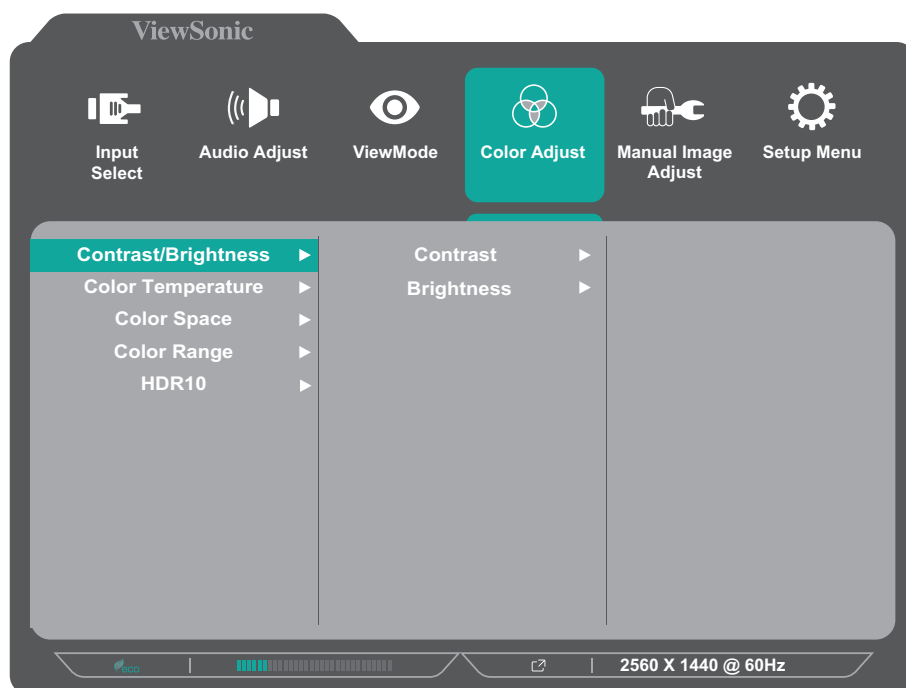 ViewSonic
Input
Select
Audio Adjust
ViewMode
Color Adjust
Manual Image
Adjust
Setup Menu
Contrast/Brightness
Contrast
Color Temperature
Brightness
Color Space
Color Range
HDR10
eco
2560 X 1440 @ 60Hz